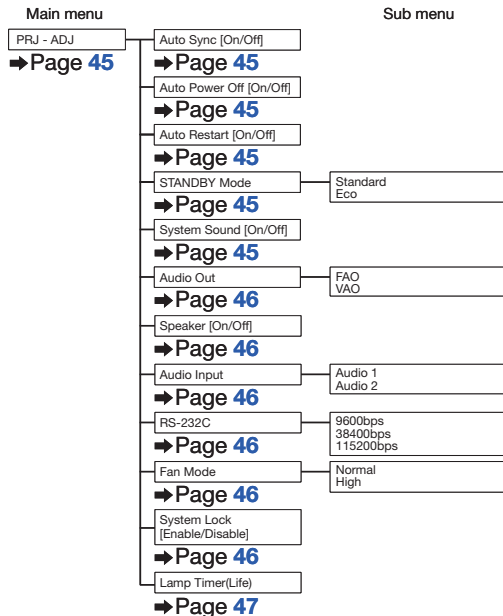 Main menu
Sub menu
PRJ - ADJ
➡Page 45
Auto Sync [On/Off]
➡Page 45
Auto Power Off [On/Off]
➡Page 45
Auto Restart [On/Off]
➡Page 45
STANDBY Mode
Standard
Eco
➡Page 45
System Sound [On/Off]
➡Page 45
Audio Out
FAO
VAO
➡Page 46
Speaker [On/Off]
➡Page 46
Audio Input
Audio 1
Audio 2
➡Page 46
RS-232C
9600bps
38400bps
115200bps
➡Page 46
Fan Mode
Normal
High
➡Page 46
System Lock
[Enable/Disable]
➡Page 46
Lamp Timer(Life)
➡Page 47